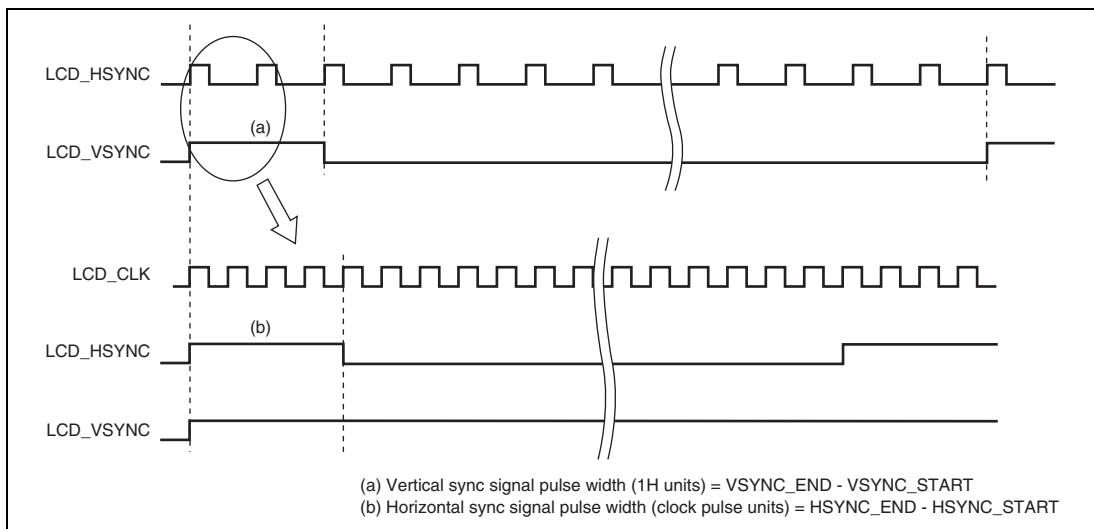 LCD_HSYNC
(a)
LCD_VSYNC
LCD_CLK
(b)
LCD_HSYNC
LCD_VSYNC
(a) Vertical sync signal pulse width (1H units) = VSYNC_END - VSYNC_START
(b) Horizontal sync signal pulse width (clock pulse units) = HSYNC_END - HSYNC_START